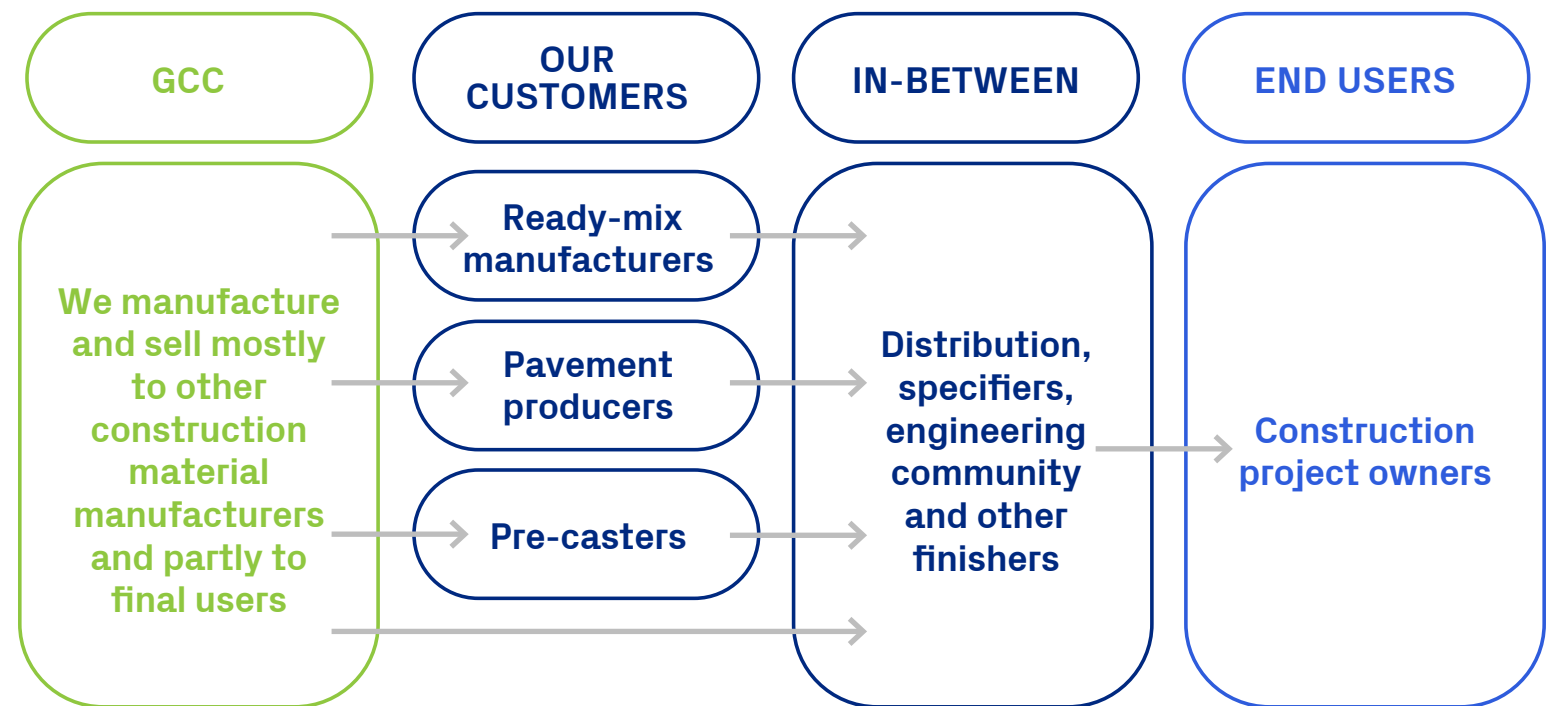 GCC
OUR
CUSTOMERS
IN-BETWEEN
END USERS
We manufacture
and sell mostly
to other
construction
material
manufacturers
and partly to
final users
Ready-mix
manufacturers
Pavement
producers
Pre-casters
Distribution,
specifiers,
engineering
community
and other
finishers
Construction
project owners